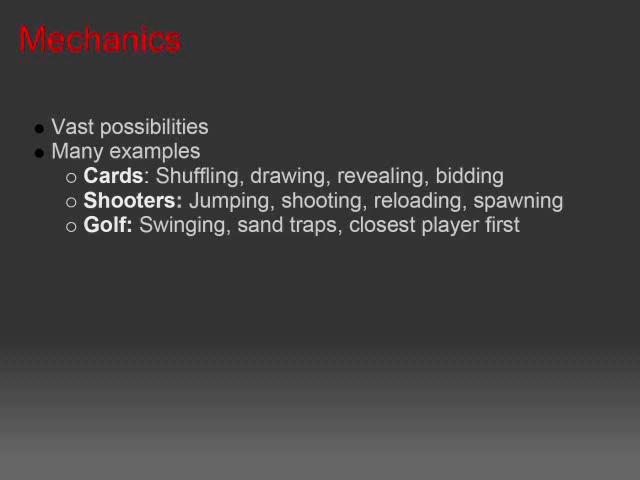 Mechanics
● Vast possibilities
● Many examples
○ Cards: Shuffling, drawing, revealing, bidding
○ Shooters: Jumping, shooting, reloading, spawning
○ Golf: Swinging, sand traps, closest player first